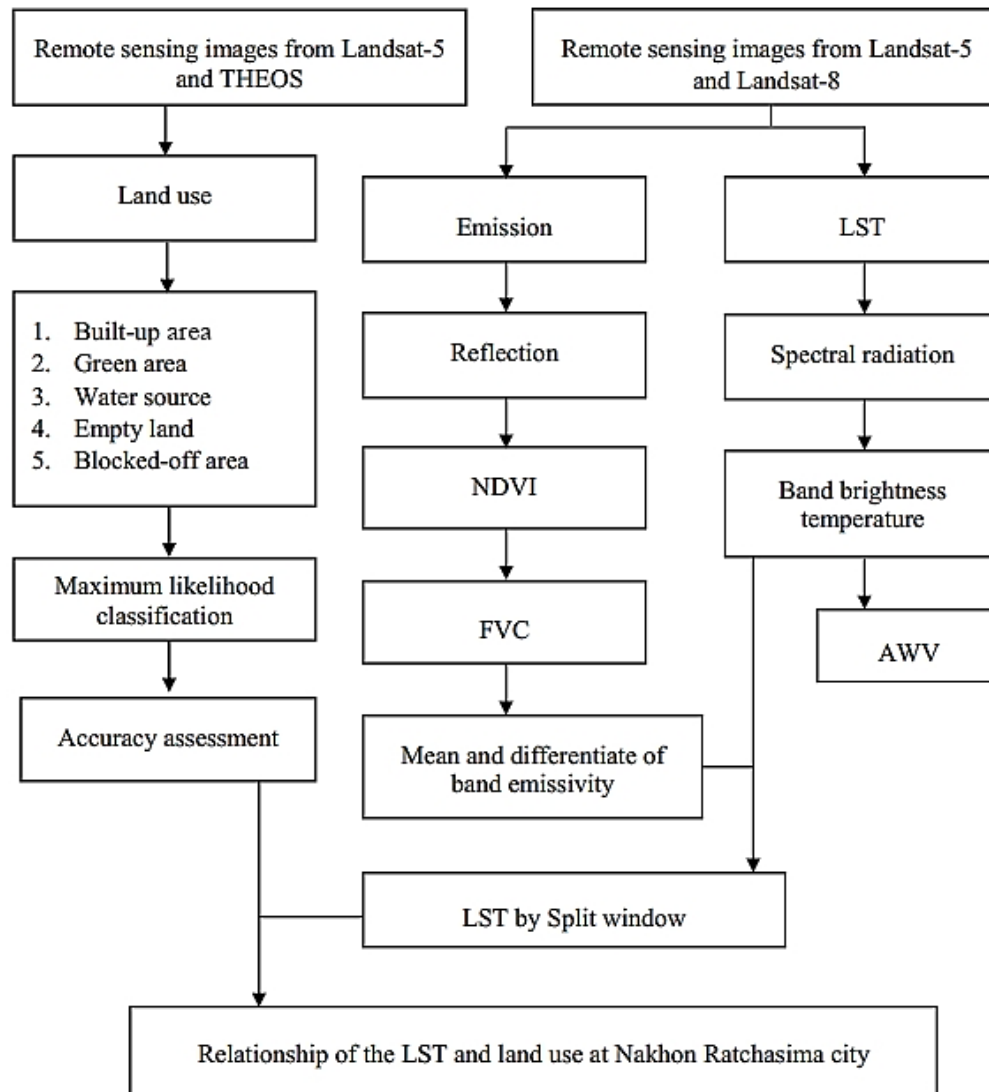 Remote sensing images from Landsat-5
and THEOS
Remote sensing images from Landsat-5
and Landsat-8
Land use
Emission
LST
1. Built-up area
2. Green area
3. Water source
4. Empty land
5. Blocked-off area
Reflection
Spectral radiation
NDVI
Band brightness
temperature
Maximum likelihood
classification
FVC
AWV
Accuracy assessment
Mean and differentiate of
band emissivity
LST by Split window
Relationship of the LST and land use at Nakhon Ratchasima city